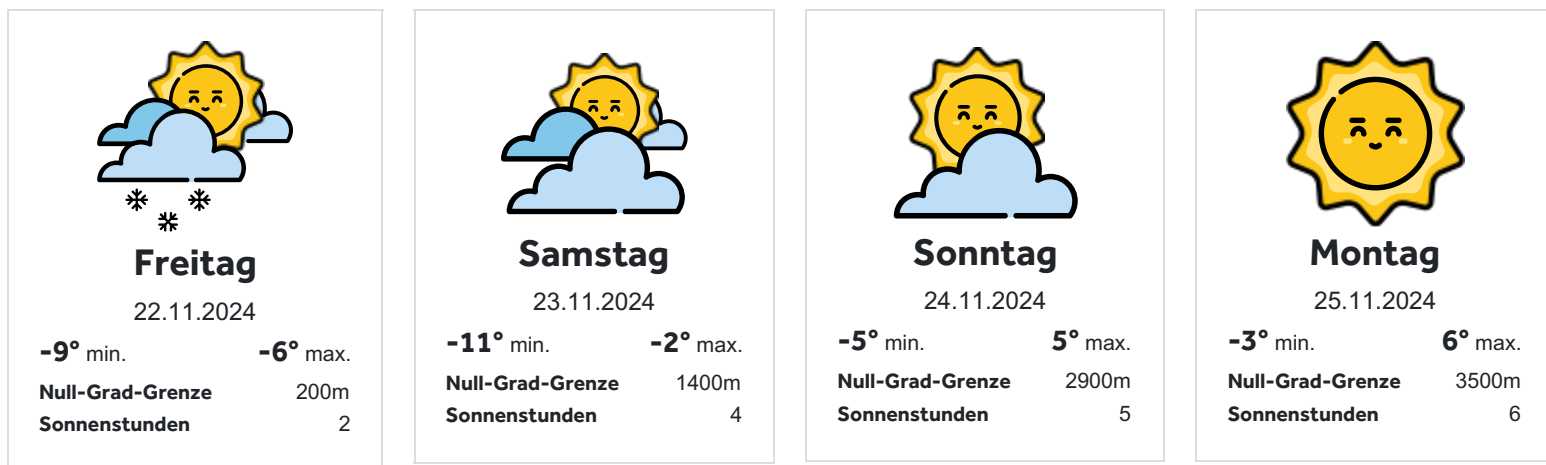 Freitag
22.11.2024
-9° min. -6° max.
Null-Grad-Grenze 200m
Sonnenstunden 2
Samstag
23.11.2024
-11° min. -2° max.
Null-Grad-Grenze 1400m
Sonnenstunden 4
Sonntag
24.11.2024
-5° min. 5° max.
Null-Grad-Grenze 2900m
Sonnenstunden 5
Montag
25.11.2024
-3° min. 6° max.
Null-Grad-Grenze 3500m
Sonnenstunden 6